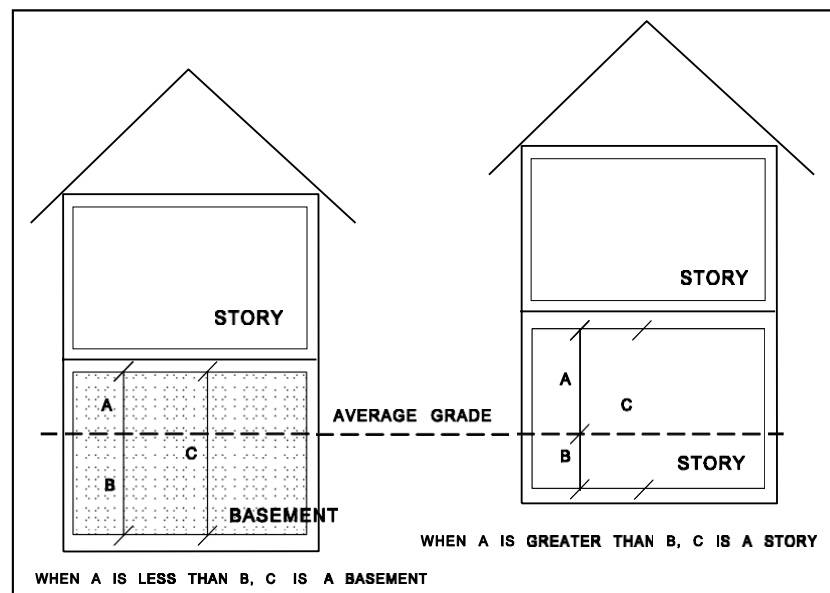 STORY
A
C
B
BASEMENT
WHEN A IS LESS THAN B, C IS A BASEMENT
AVERAGE GRADE
STORY
A
C
B
STORY
WHEN A IS GREATER THAN B, C IS A STORY